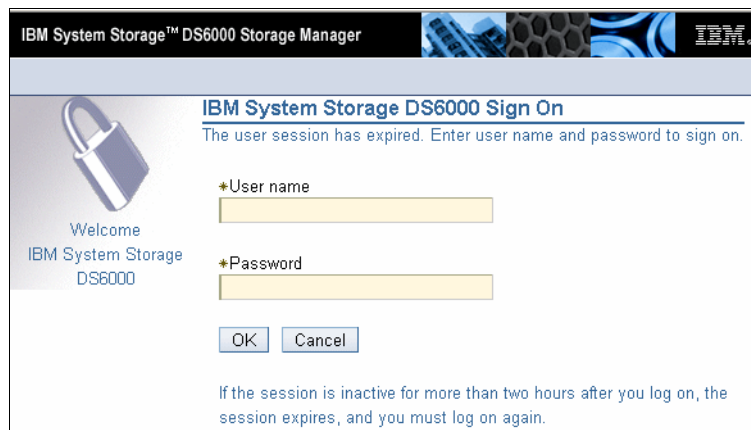 IBM System Storage™ DS6000 Storage Manager
IBM.
IBM System Storage DS6000 Sign On
The user session has expired. Enter user name and password to sign on.
Welcome
IBM System Storage
DS6000
*User name
*Password
OK Cancel
If the session is inactive for more than two hours after you log on, the
session expires, and you must log on again.